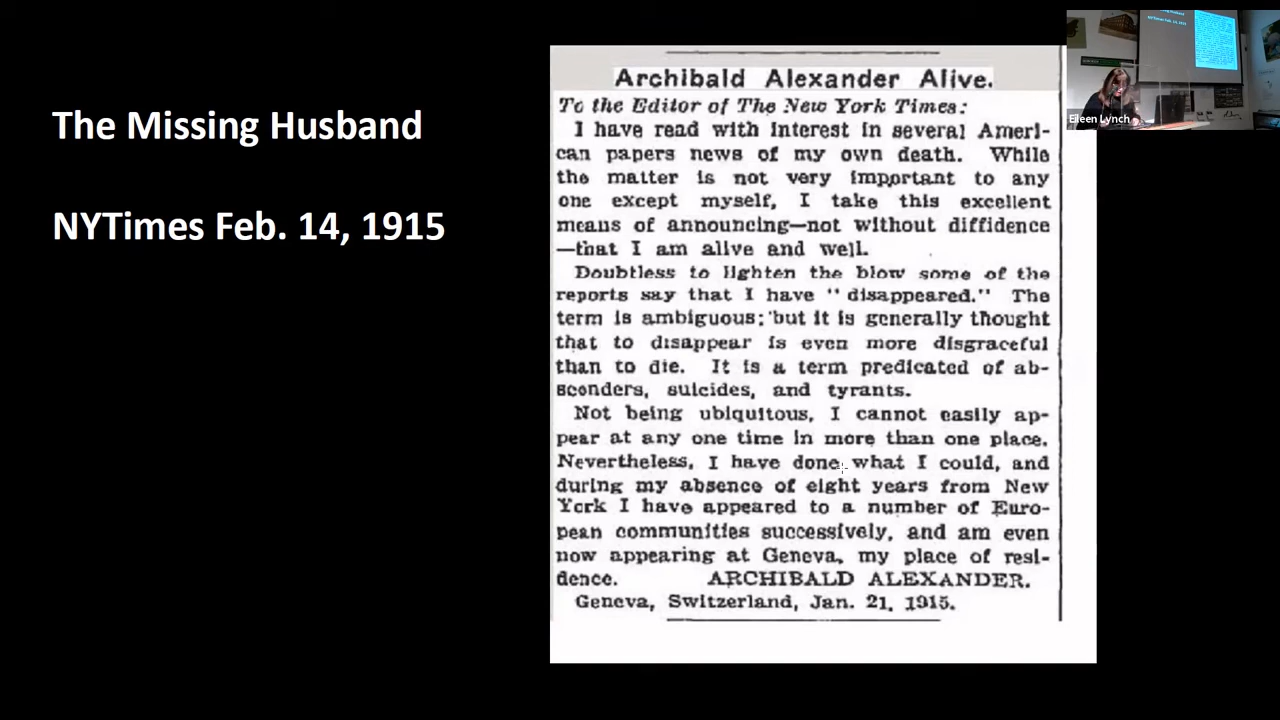 The Missing Husband
NYTimes Feb. 14, 1915
Archibald Alexander Alive.
To the Editor of The New York Times:
I have read with interest in several Ameri-
can papers news of my own death. While
the matter is not very important to any
one except myself, I take this excellent
means of announcing—not without diffidence
—that I am alive and well.
Doubtless to lighten the blow some of the
reports say that I have "disappeared." The
term is ambiguous; but it is generally thought
that to disappear is even more disgraceful
than to die. It is a term predicated of ab-
sconders, suicides, and tyrants.
Not being ubiquitous, I cannot easily ap-
pear at any one time in more than one place.
Nevertheless, I have done what I could, and
during my absence of eight years from New
York I have appeared to a number of Euro-
pean communities successively, and am even
now appearing at Geneva, my place of resi-
dence. ARCHIBALD ALEXANDER.
Geneva, Switzerland, Jan. 21, 1915.
Eileen Lynch